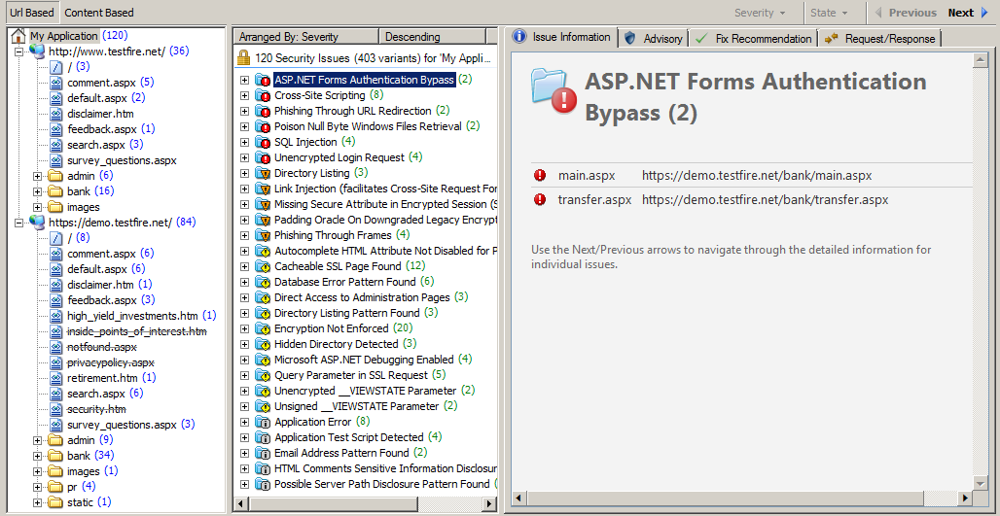 Url Based
Content Based
Severity
State
Previous
Next
My Application (120)
http://www.testfire.net/ (36)
/ (3)
comment.aspx (5)
default.aspx (2)
disclaimer.htm
feedback.aspx (1)
search.aspx (3)
survey_questions.aspx
admin (6)
bank (16)
images
https://demo.testfire.net/ (84)
/ (8)
comment.aspx (6)
default.aspx (6)
disclaimer.htm (1)
feedback.aspx (3)
high_yield_investments.htm (1)
inside_points_of_interest.htm
notfound.aspx
privacypolicy.aspx
retirement.htm (1)
search.aspx (6)
security.htm
survey_questions.aspx (3)
admin (9)
bank (34)
images (1)
pr (4)
static (1)
Arranged By: Severity
Descending
120 Security Issues (403 variants) for 'My Appli...
ASP.NET Forms Authentication Bypass (2)
Cross-Site Scripting (8)
Phishing Through URL Redirection (2)
Poison Null Byte Windows Files Retrieval (2)
SQL Injection (4)
Unencrypted Login Request (4)
Directory Listing (3)
Link Injection (facilitates Cross-Site Request For
Missing Secure Attribute in Encrypted Session (S
Padding Oracle On Downgraded Legacy Encrypt
Phishing Through Frames (4)
Autocomplete HTML Attribute Not Disabled for P
Cacheable SSL Page Found (12)
Database Error Pattern Found (6)
Direct Access to Administration Pages (3)
Directory Listing Pattern Found (3)
Encryption Not Enforced (20)
Hidden Directory Detected (3)
Microsoft ASP.NET Debugging Enabled (4)
Query Parameter in SSL Request (5)
Unencrypted __VIEWSTATE Parameter (2)
Unsigned __VIEWSTATE Parameter (2)
Application Error (8)
Application Test Script Detected (4)
Email Address Pattern Found (2)
HTML Comments Sensitive Information Disclosur
Possible Server Path Disclosure Pattern Found (
Issue Information
Advisory
Fix Recommendation
Request/Response
ASP.NET Forms Authentication
Bypass (2)
main.aspx https://demo.testfire.net/bank/main.aspx
transfer.aspx https://demo.testfire.net/bank/transfer.aspx
Use the Next/Previous arrows to navigate through the detailed information for
individual issues.